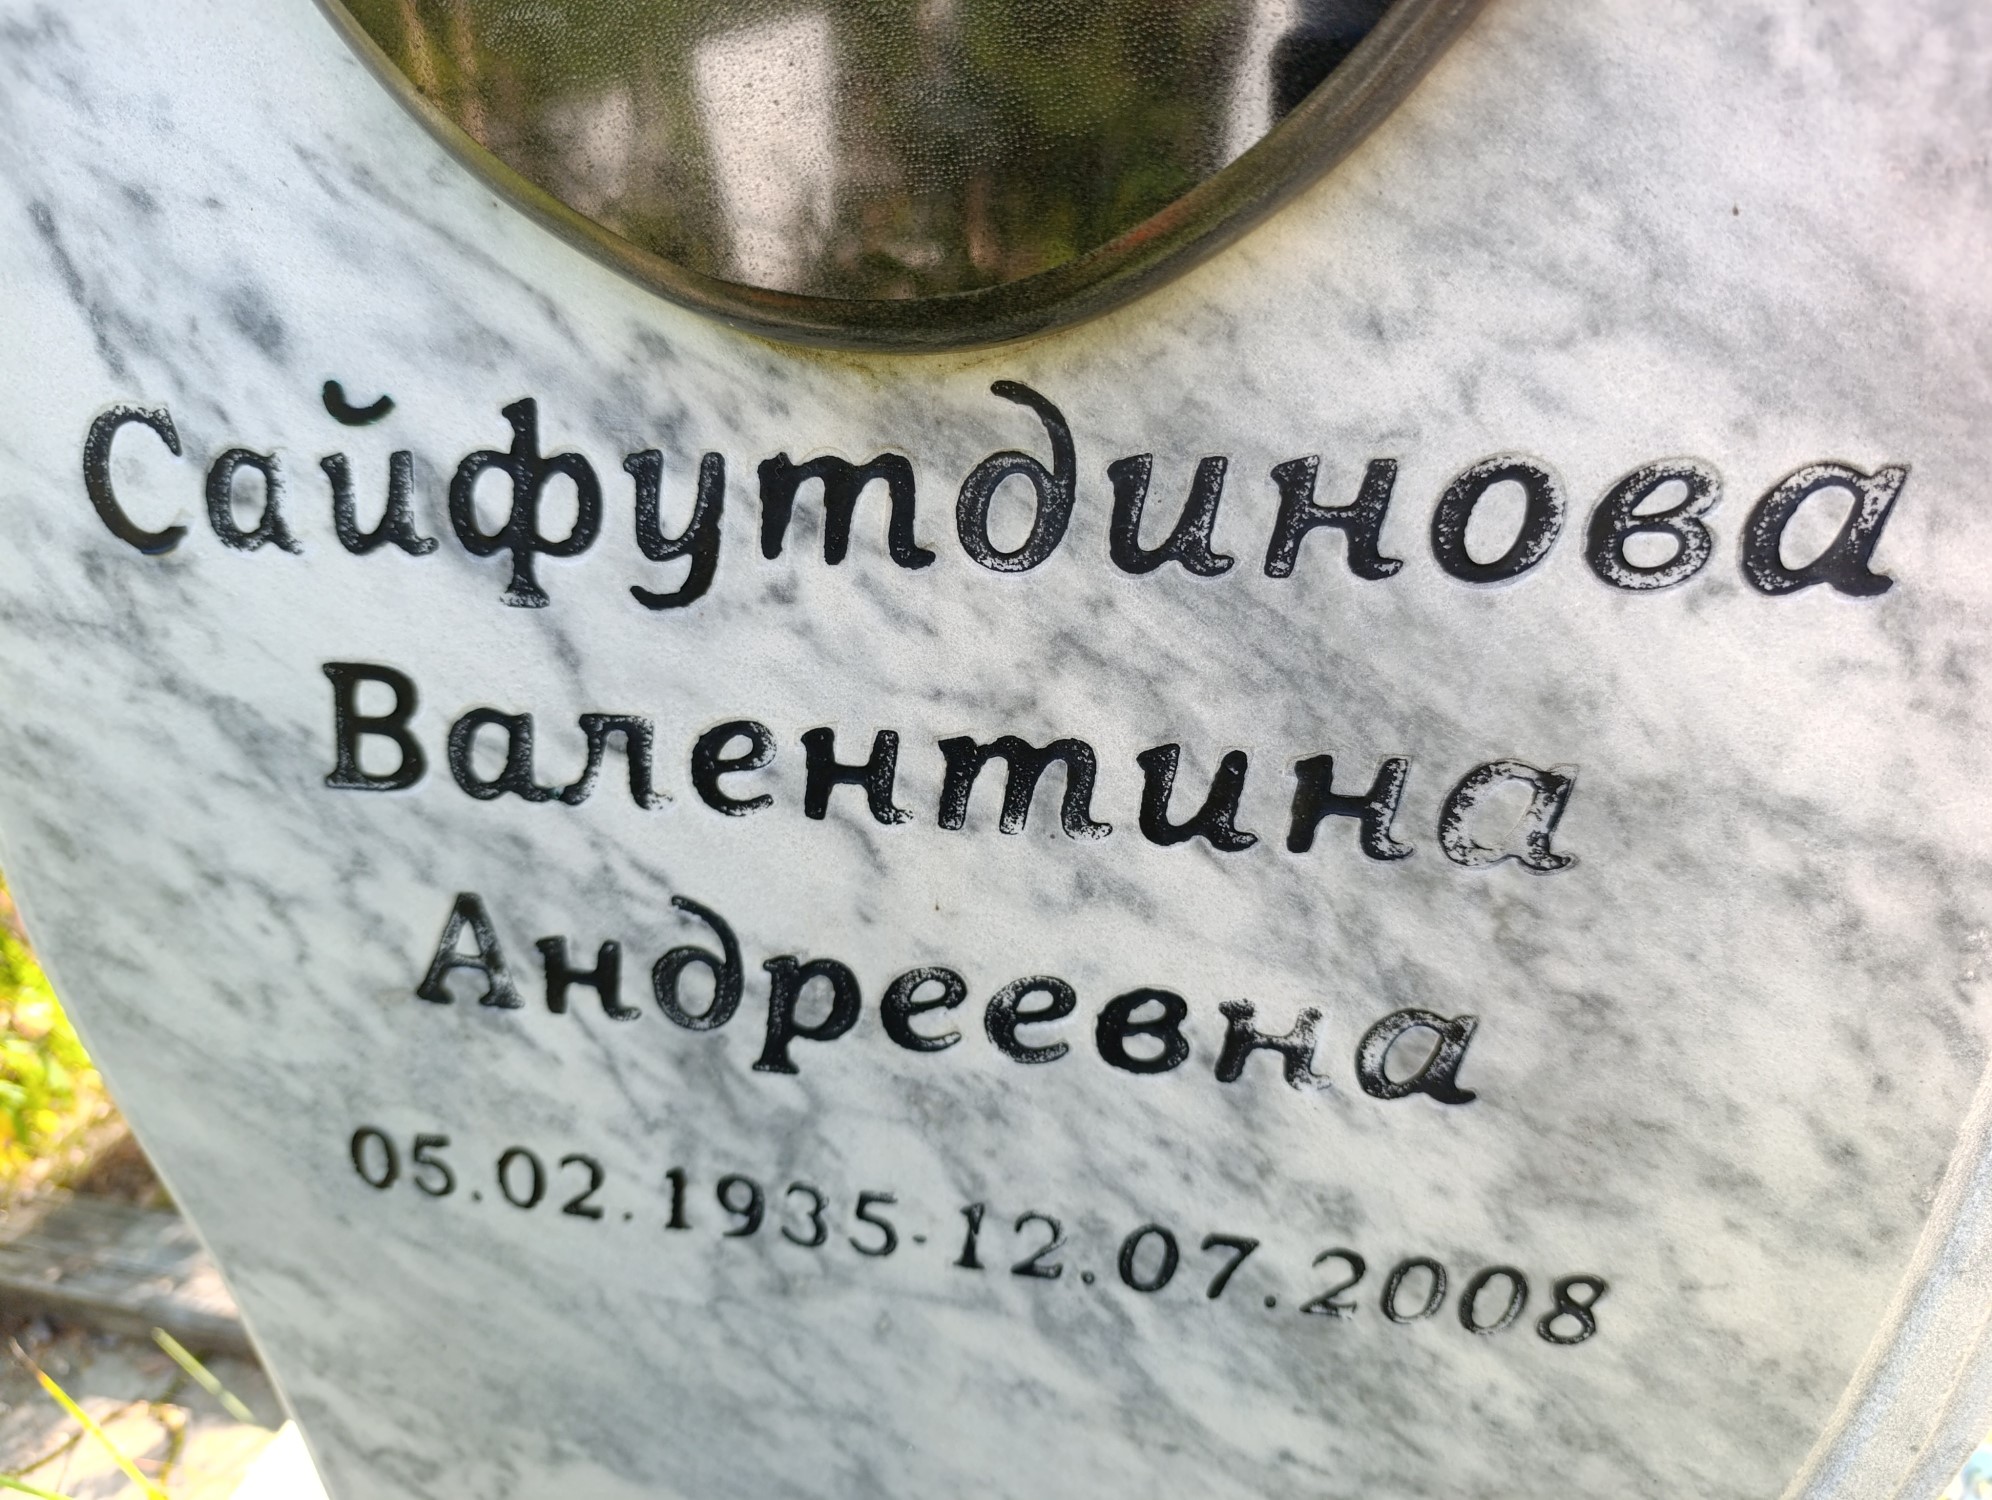 Сайфутдинова
Валентина
Андреевна
05.02.1935-12.07.2008